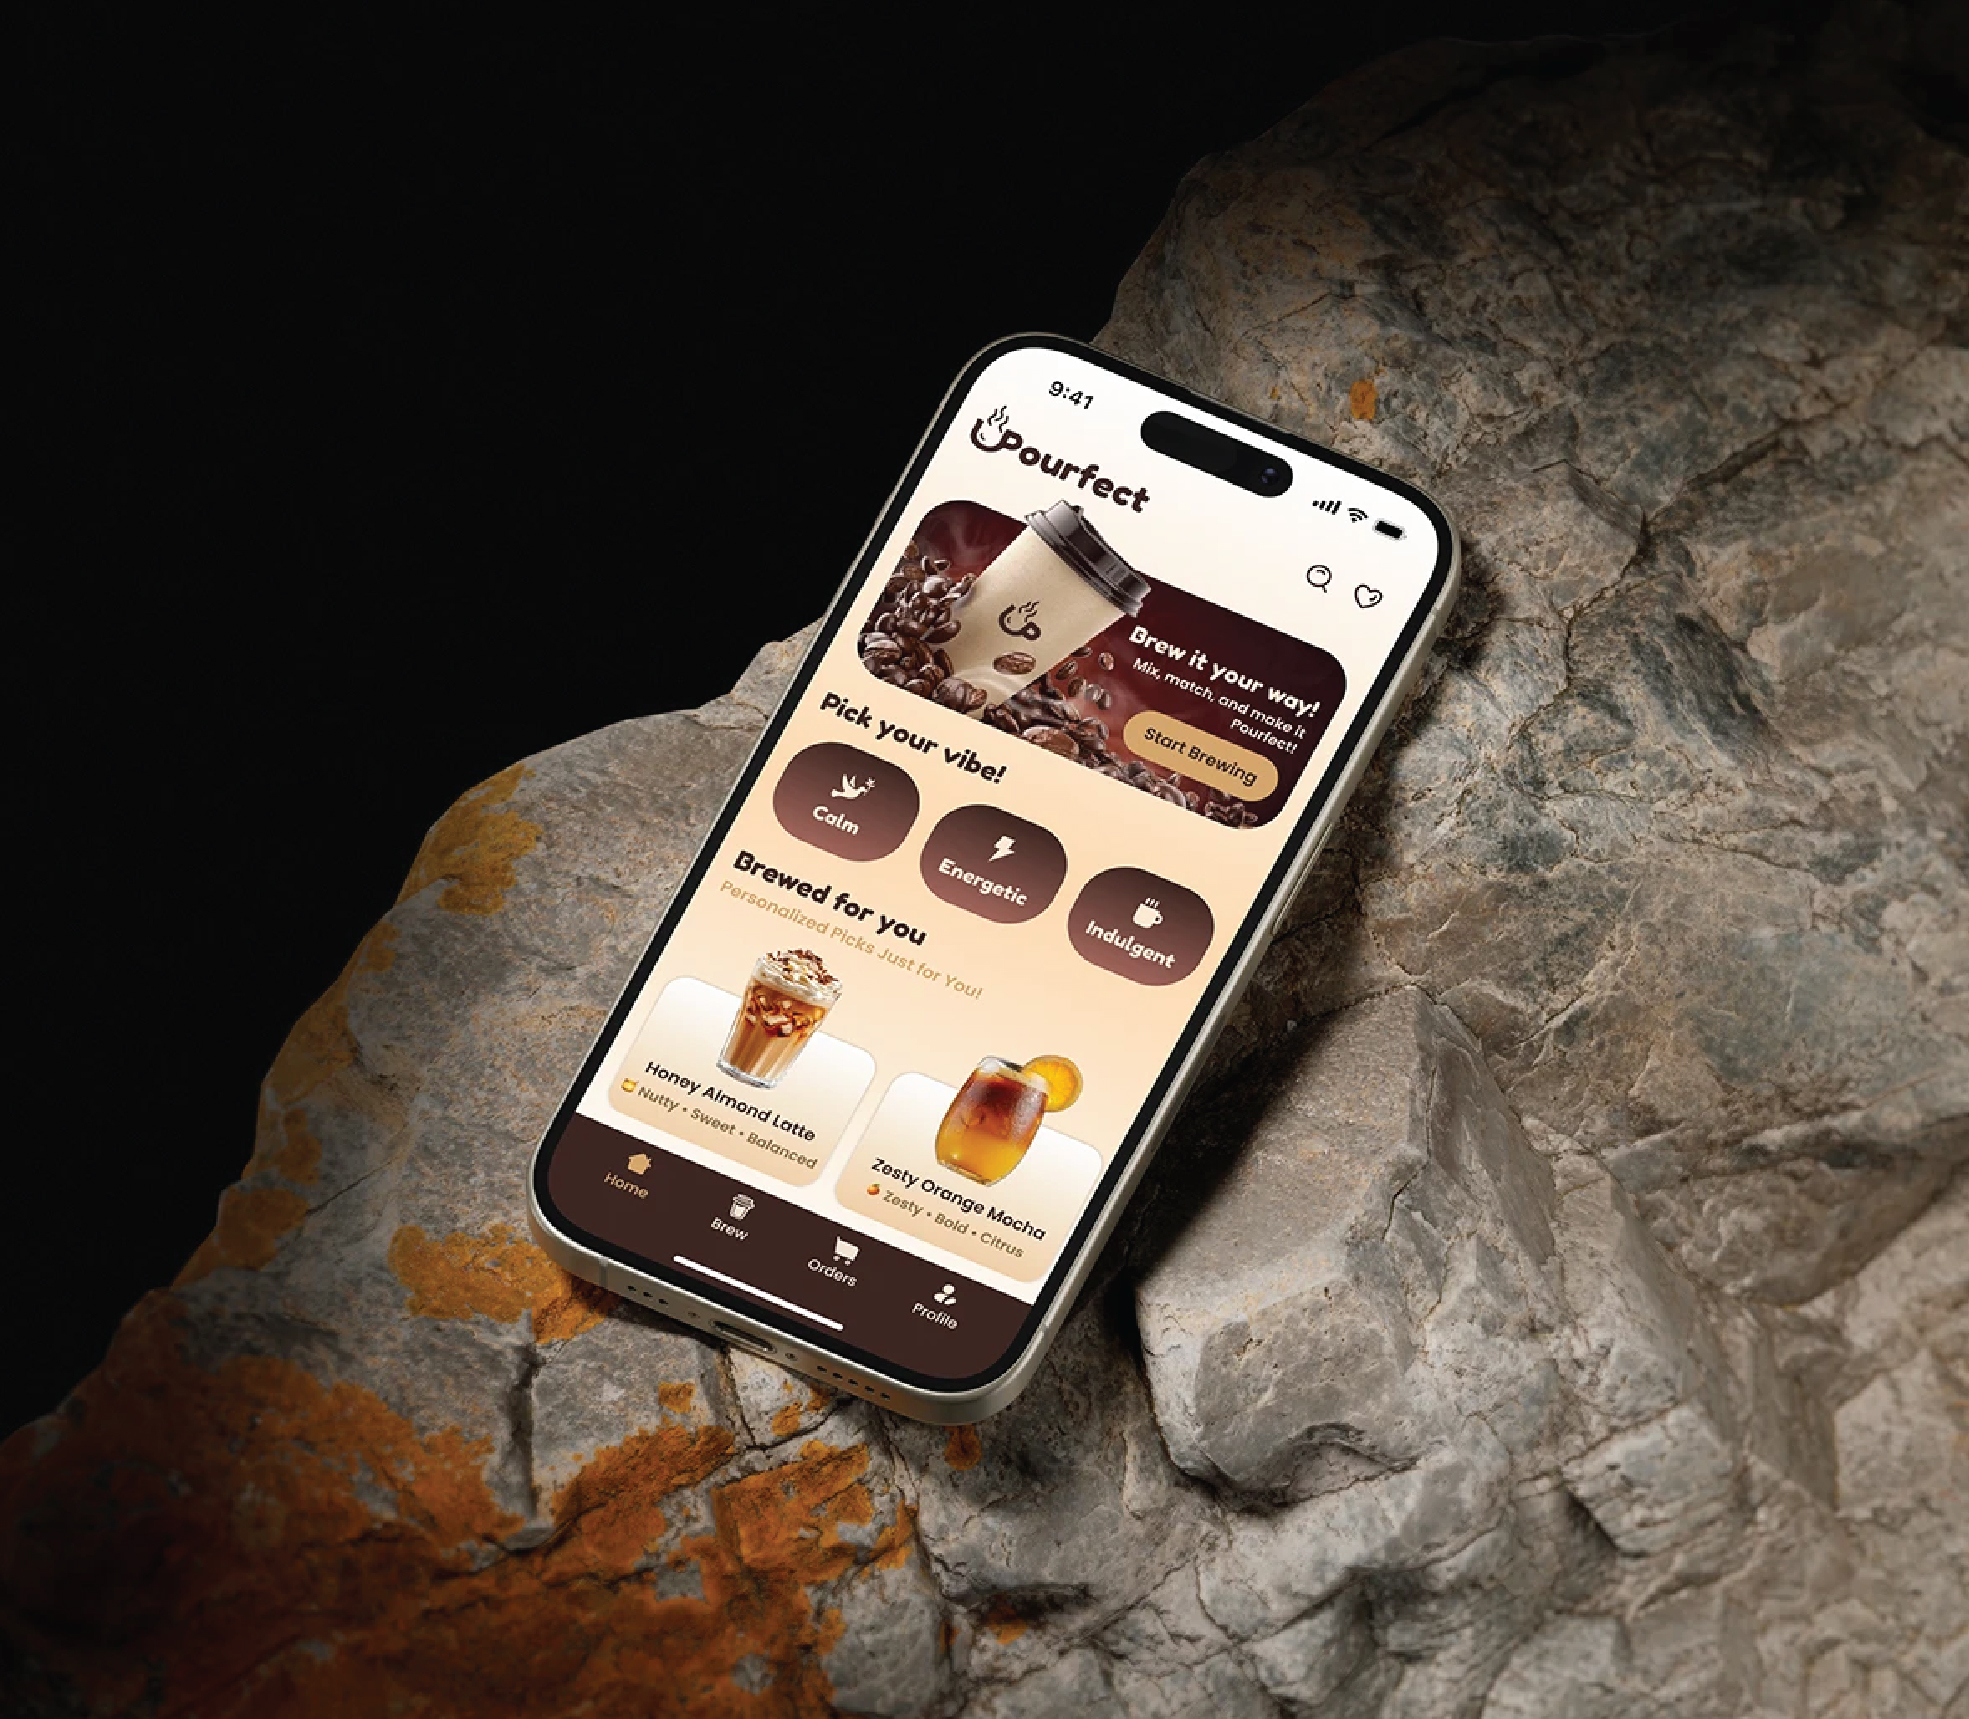 9:41
Pourfect
Brew it your way!
Mix, match, and make it
Pourfect!
Start Brewing
Pick your vibe!
Calm
Energetic
Indulgent
Brewed for you
Personalized Picks Just for You!
Honey Almond Latte
Nutty • Sweet • Balanced
Zesty Orange Mocha
Zesty • Bold • Citrus
Home
Brew
Orders
Profile